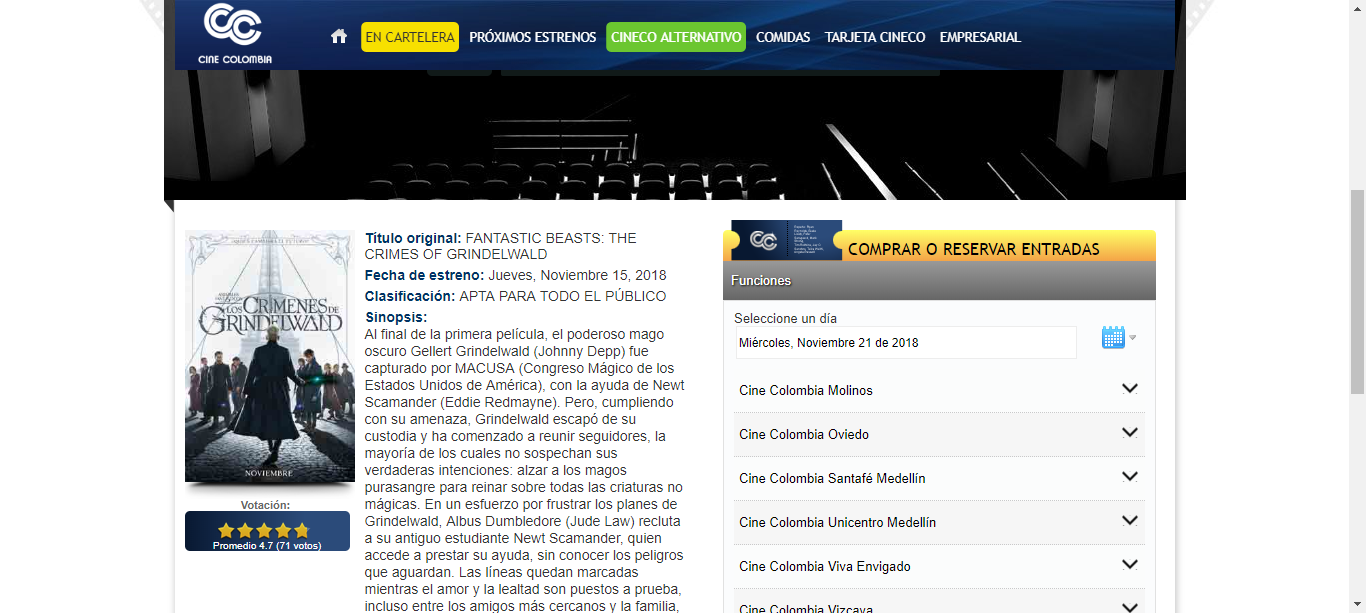 CINE COLOMBIA
EN CARTELERA PRÓXIMOS ESTRENOS CINECO ALTERNATIVO COMIDAS TARJETA CINECO EMPRESARIAL
LOS CRÍMENES DE
GRINDELWALD
NOVIEMBRE
Votación:
Promedio 4.7 (71 votos)
Título original: FANTASTIC BEASTS: THE
CRIMES OF GRINDELWALD
Fecha de estreno: Jueves, Noviembre 15, 2018
Clasificación: APTA PARA TODO EL PÚBLICO
Sinopsis:
Al final de la primera película, el poderoso mago
oscuro Gellert Grindelwald (Johnny Depp) fue
capturado por MACUSA (Congreso Mágico de los
Estados Unidos de América), con la ayuda de Newt
Scamander (Eddie Redmayne). Pero, cumpliendo
con su amenaza, Grindelwald escapó de su
custodia y ha comenzado a reunir seguidores, la
mayoría de los cuales no sospechan sus
verdaderas intenciones: alzar a los magos
purasangre para reinar sobre todas las criaturas no
mágicas. En un esfuerzo por frustrar los planes de
Grindelwald, Albus Dumbledore (Jude Law) recluta
a su antiguo estudiante Newt Scamander, quien
accede a prestar su ayuda, sin conocer los peligros
que aguardan. Las líneas quedan marcadas
mientras el amor y la lealtad son puestos a prueba,
incluso entre los amigos más cercanos y la familia,
COMPRAR O RESERVAR ENTRADAS
Funciones
Seleccione un día
Miércoles, Noviembre 21 de 2018
Cine Colombia Molinos
Cine Colombia Oviedo
Cine Colombia Santafé Medellín
Cine Colombia Unicentro Medellín
Cine Colombia Viva Envigado
Cine Colombia Vizcaya